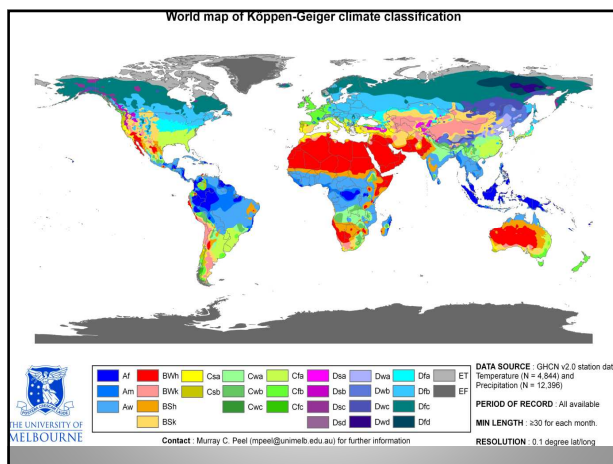 World map of Köppen-Geiger climate classification
Af
Am
Aw
BWh
BWk
BSh
BSk
Csa
Csb
Cwa
Cwb
Cwc
Cfa
Cfb
Cfc
Dsa
Dsb
Dsc
Dsd
Dwa
Dwb
Dwc
Dwd
Dfa
Dfb
Dfc
Dfd
ET
EF
THE UNIVERSITY OF
MELBOURNE
Contact : Murray C. Peel (mpeel@unimelb.edu.au) for further information
DATA SOURCE : GHCN v2.0 station dat
Temperature (N = 4,844) and
Precipitation (N = 12,396)
PERIOD OF RECORD : All available
MIN LENGTH : ≥30 for each month.
RESOLUTION : 0.1 degree lat/long